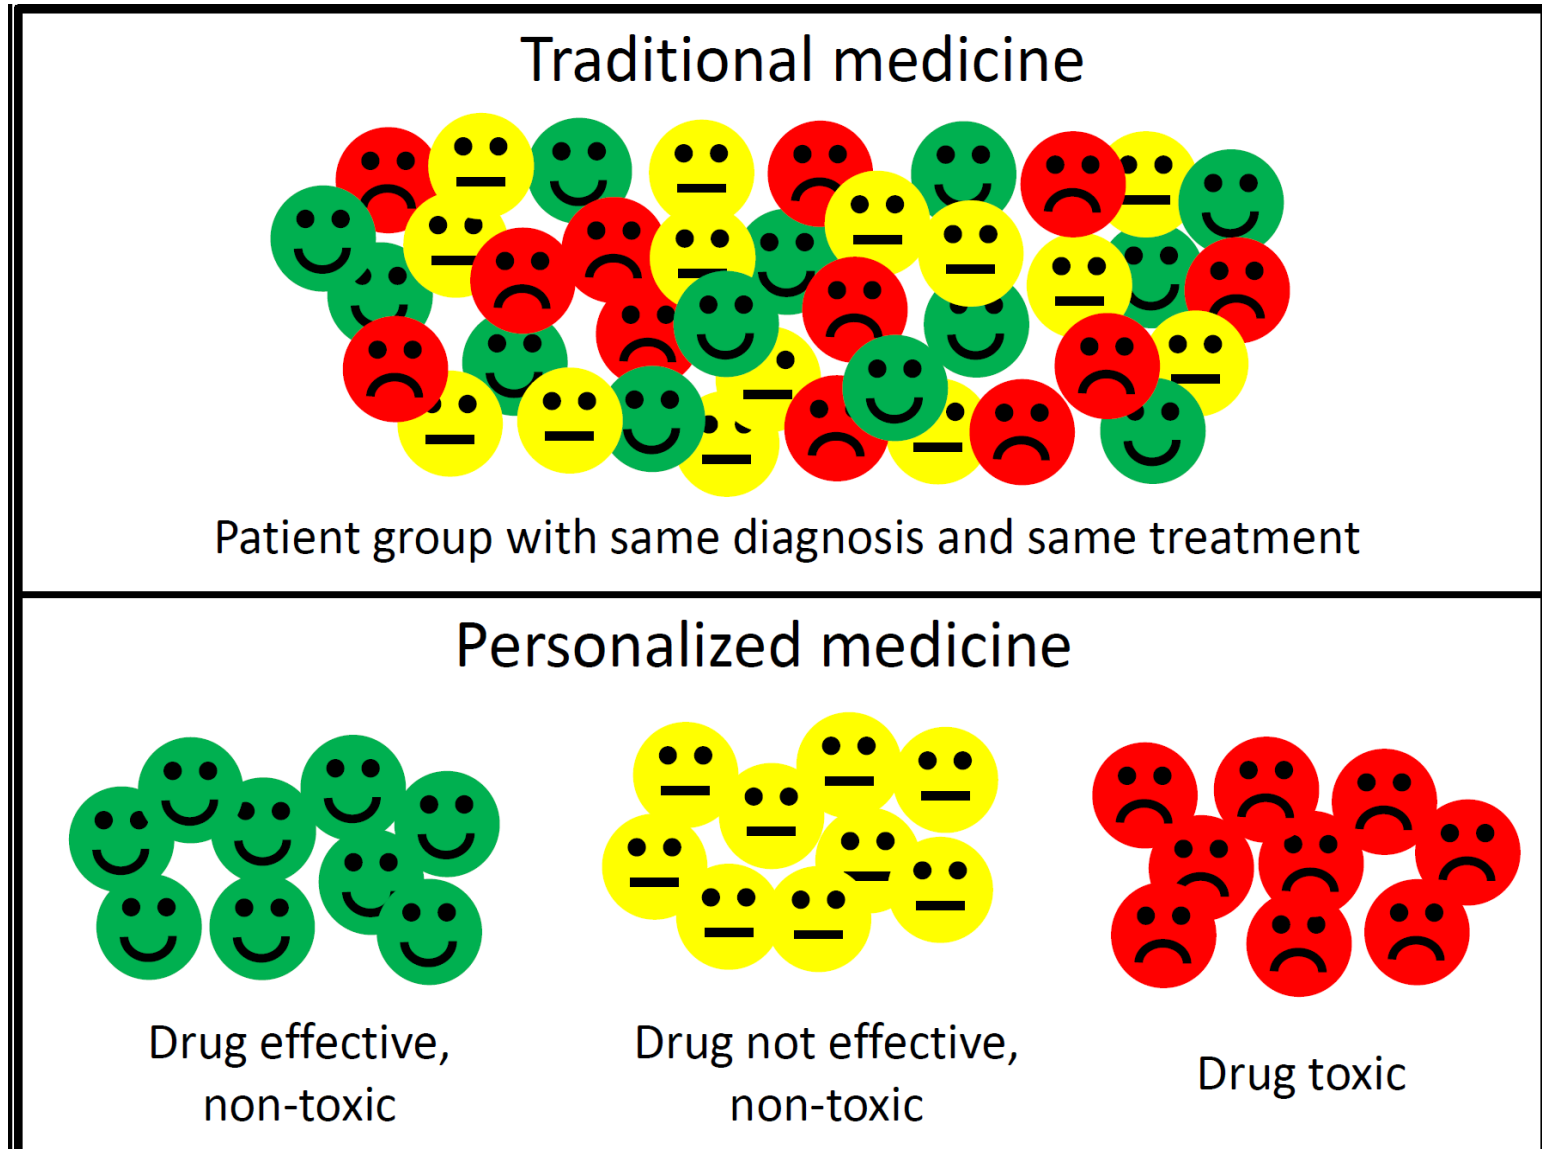 Traditional medicine
Patient group with same diagnosis and same treatment
Personalized medicine
Drug effective,
non-toxic
Drug not effective,
non-toxic
Drug toxic